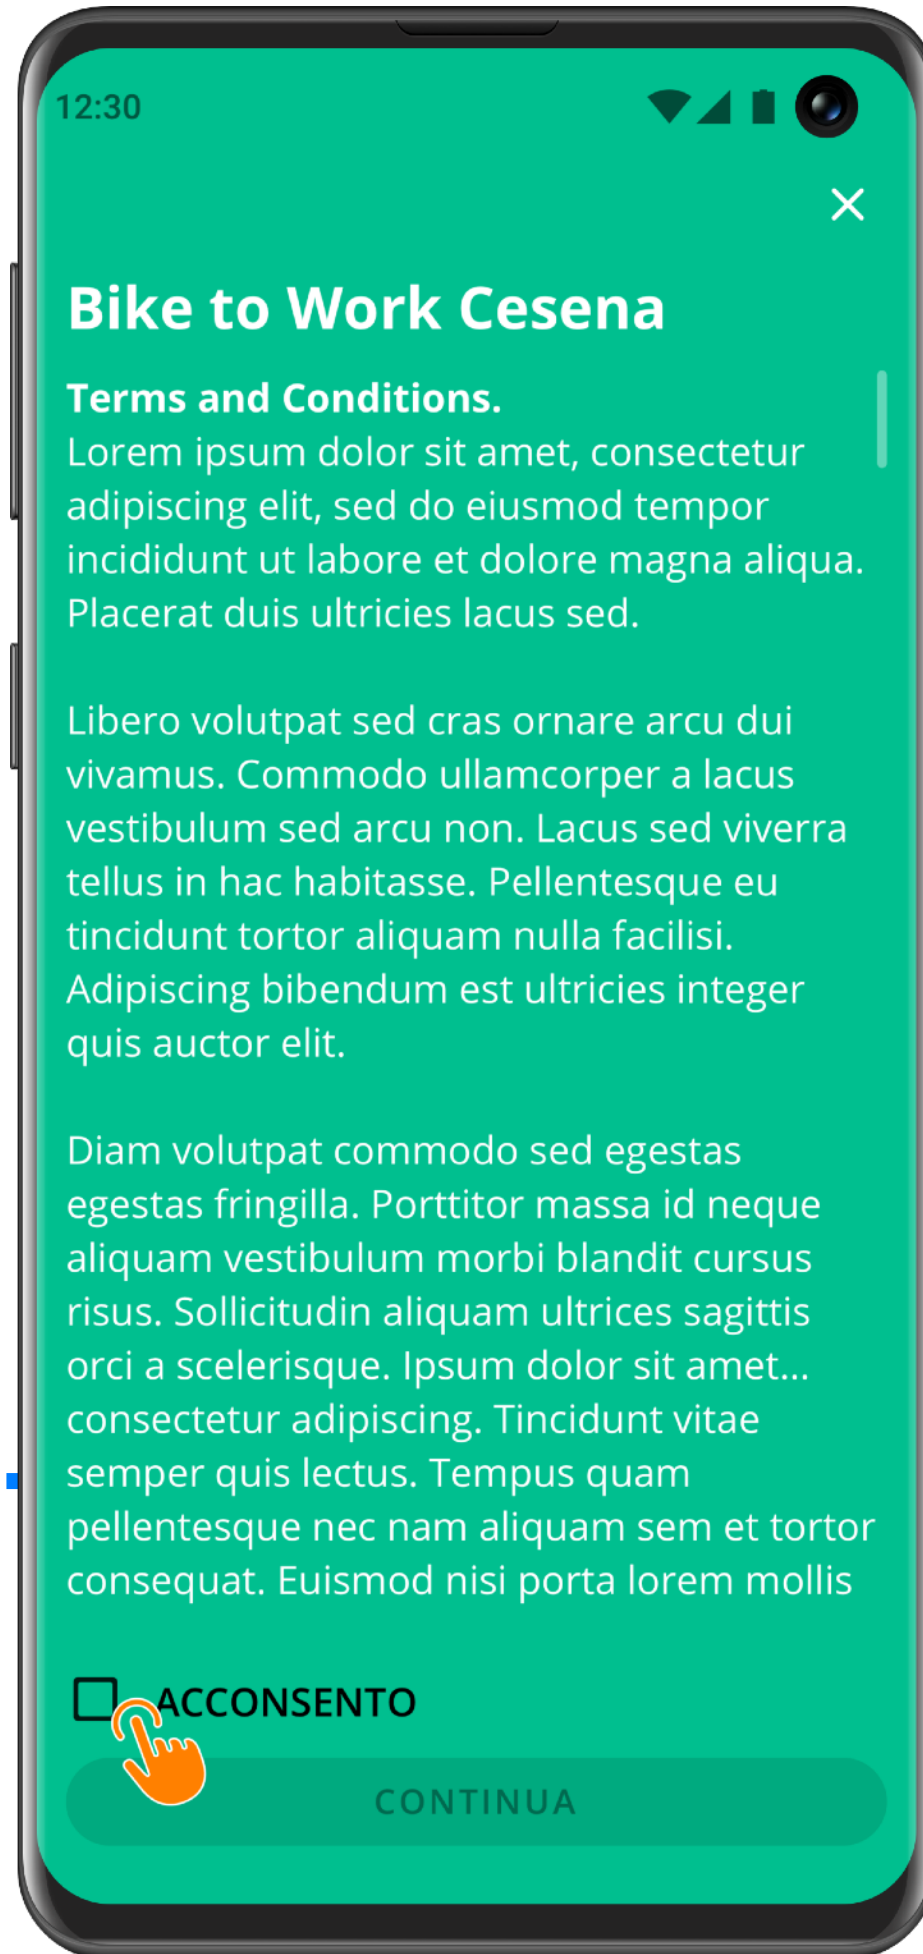 12:30
Bike to Work Cesena
Terms and Conditions.
Lorem ipsum dolor sit amet, consectetur
adipiscing elit, sed do eiusmod tempor
incididunt ut labore et dolore magna aliqua.
Placerat duis ultricies lacus sed.
Libero volutpat sed cras ornare arcu dui
vivamus. Commodo ullamcorper a lacus
vestibulum sed arcu non. Lacus sed viverra
tellus in hac habitasse. Pellentesque eu
tincidunt tortor aliquam nulla facilisi.
Adipiscing bibendum est ultricies integer
quis auctor elit.
Diam volutpat commodo sed egestas
egestas fringilla. Porttitor massa id neque
aliquam vestibulum morbi blandit cursus
risus. Sollicitudin aliquam ultrices sagittis
orci a scelerisque. Ipsum dolor sit amet...
consectetur adipiscing. Tincidunt vitae
semper quis lectus. Tempus quam
pellentesque nec nam aliquam sem et tortor
consequat. Euismod nisi porta lorem mollis
ACCONSENTO
CONTINUA